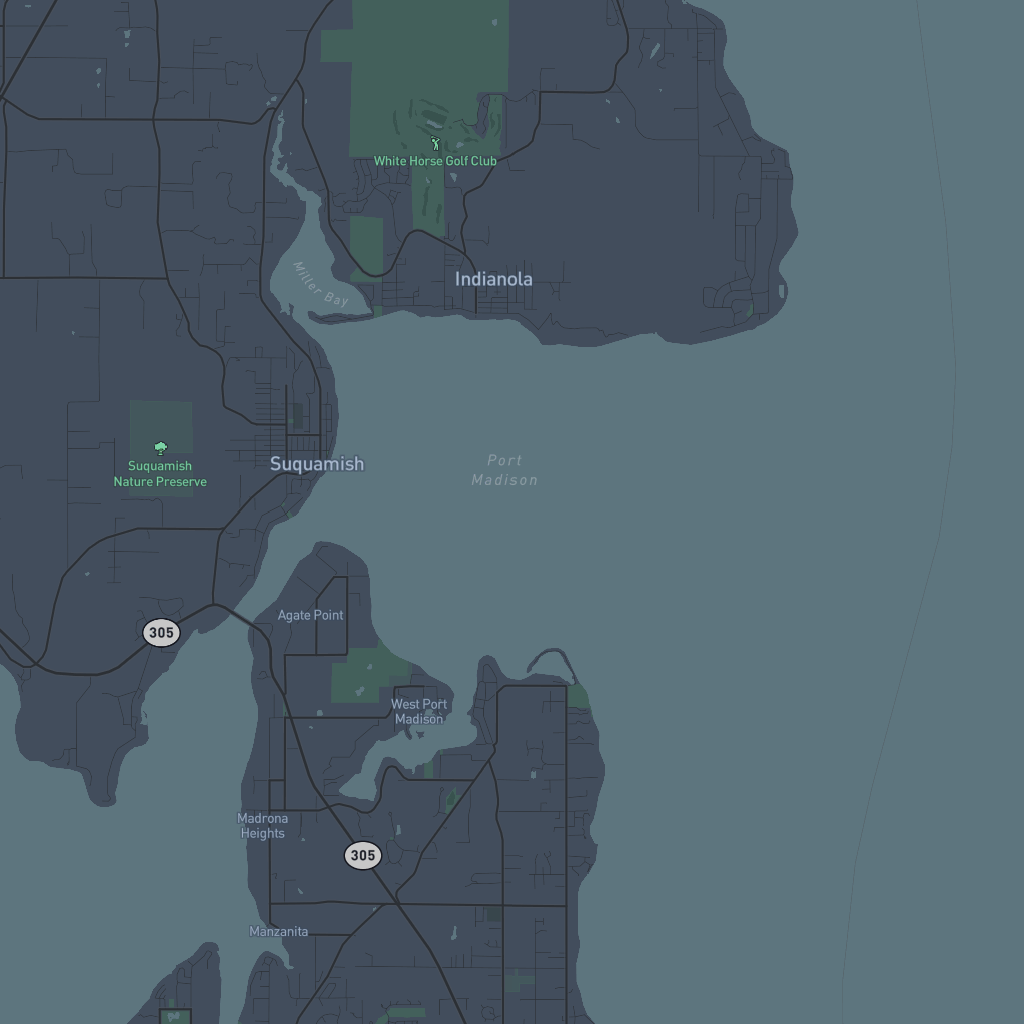 White Horse Golf Club
Miller Bay
Indianola
Port
Madison
Suquamish
Suquamish
Nature Preserve
Agate Point
305
West Port
Madison
Madrona
Heights
305
Manzanita